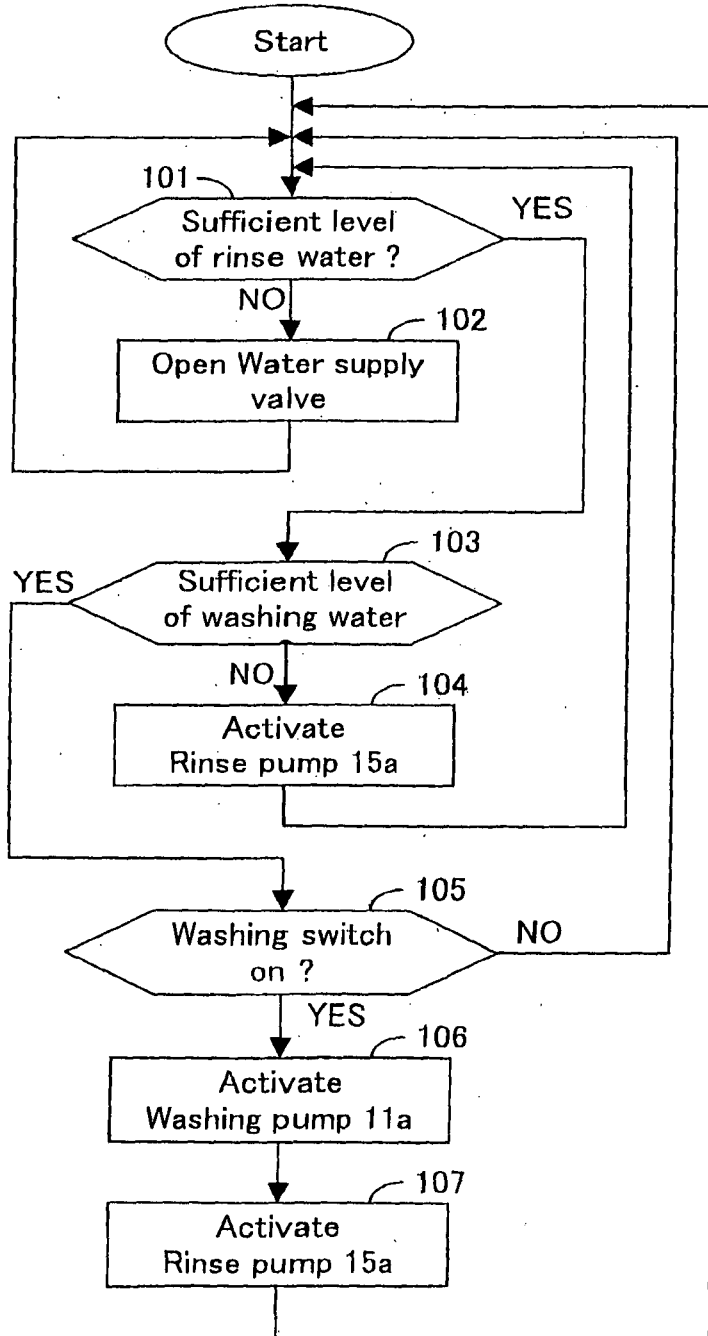 Start
101
Sufficient level
of rinse water ?
YES
NO
102
Open Water supply
valve
103
YES
Sufficient level
of washing water
NO
104
Activate
Rinse pump 15a
105
Washing switch
on ?
NO
YES
106
Activate
Washing pump 11a
107
Activate
Rinse pump 15a